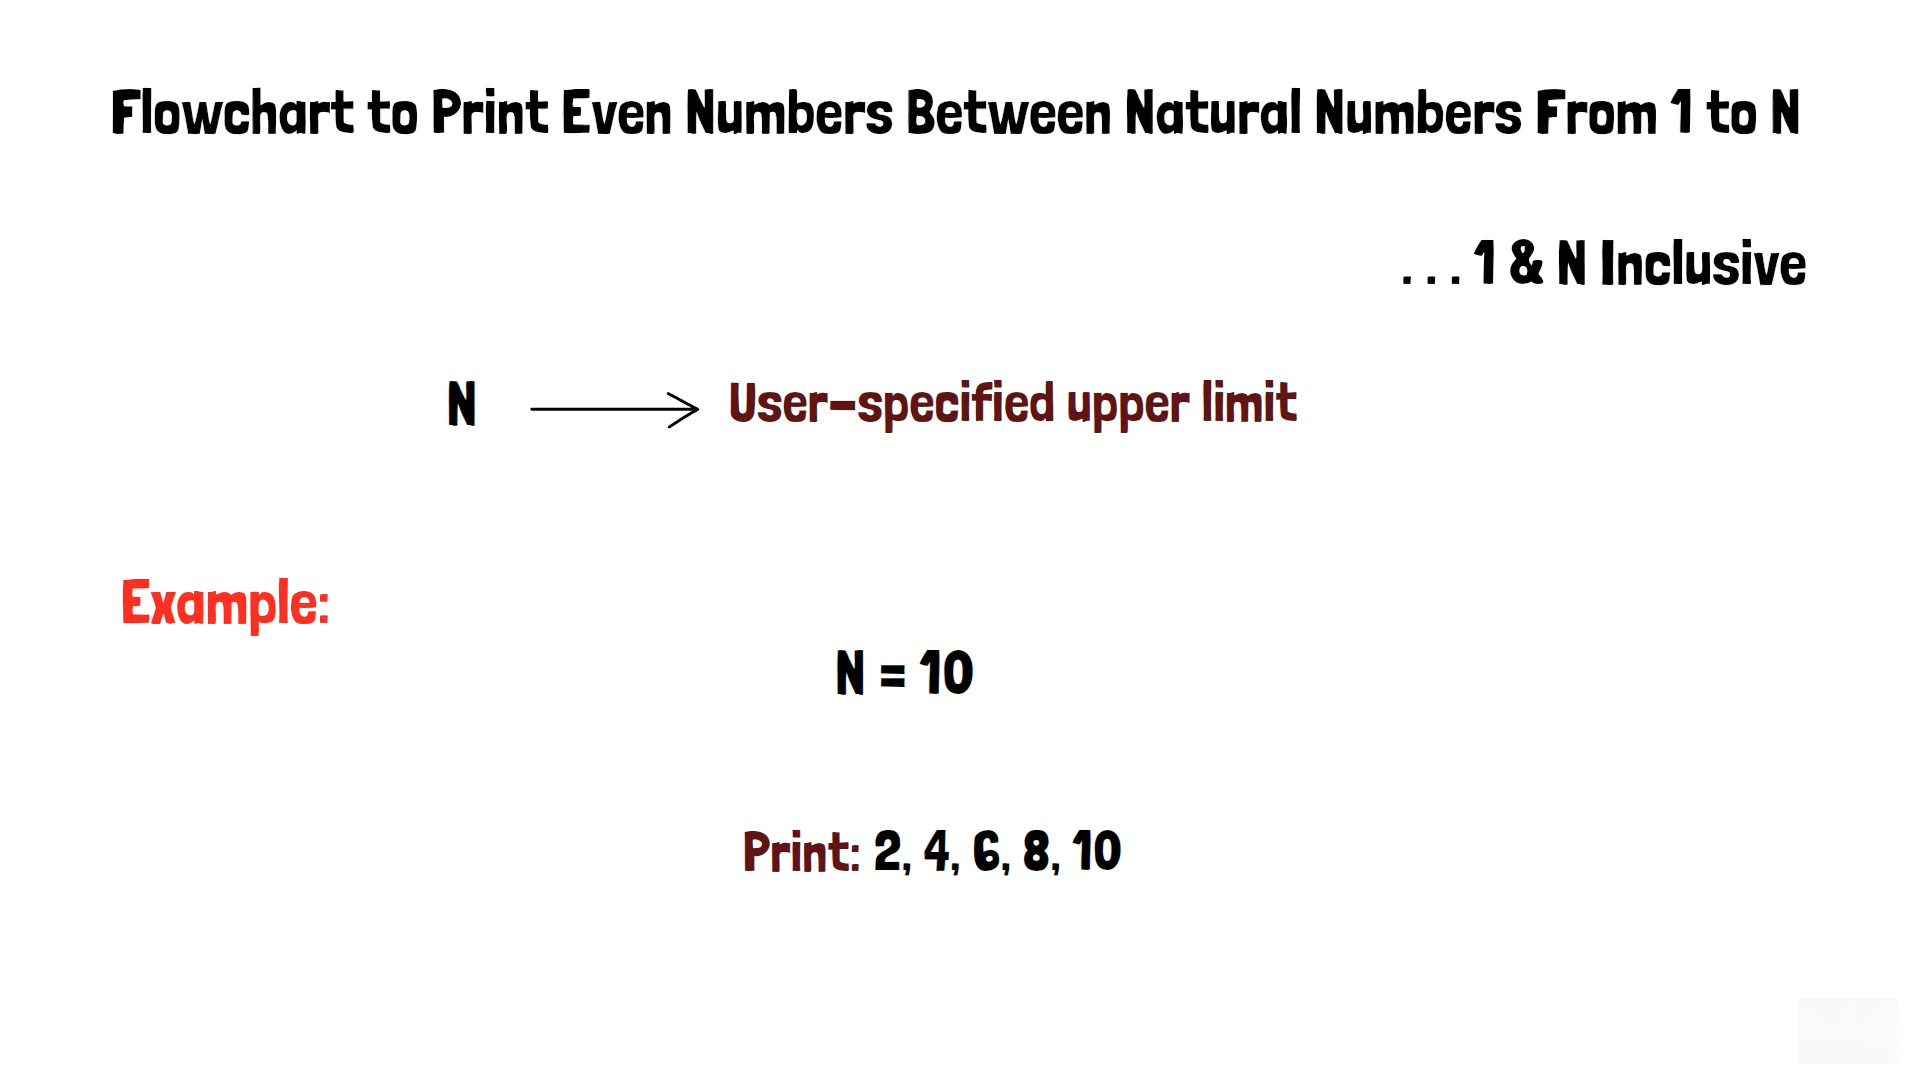 Flowchart to Print Even Numbers Between Natural Numbers From 1 to N
...1 & N Inclusive
N User-specified upper limit
Example:
N = 10
Print: 2, 4, 6, 8, 10